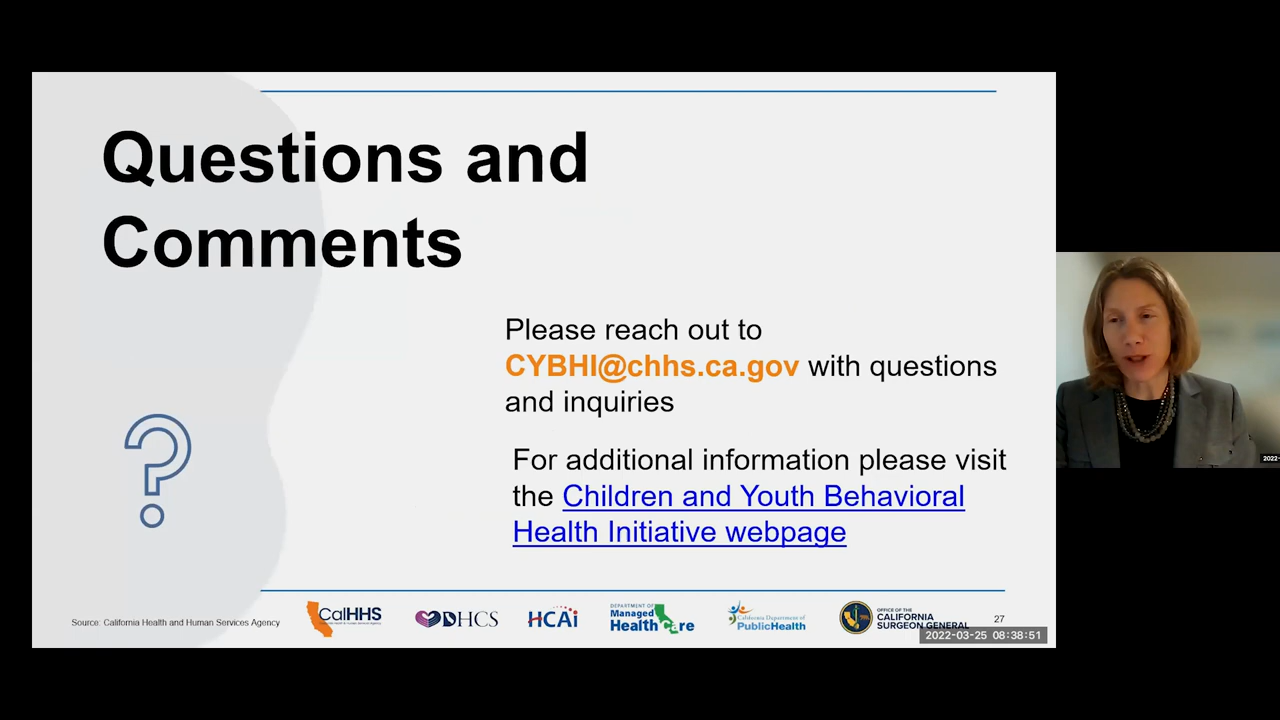 Questions and
Comments
Please reach out to
CYBHI@chhs.ca.gov with questions
and inquiries
For additional information please visit
the Children and Youth Behavioral
Health Initiative webpage
Source: California Health and Human Services Agency
CalHHS
DHCS
HCAi
DEPARTMENT OF
Managed
HealthCare
California Department of
PublicHealth
OFFICE OF THE
CALIFORNIA
SURGEON GENERAL
27
2022-03-25 08:38:51
2022-